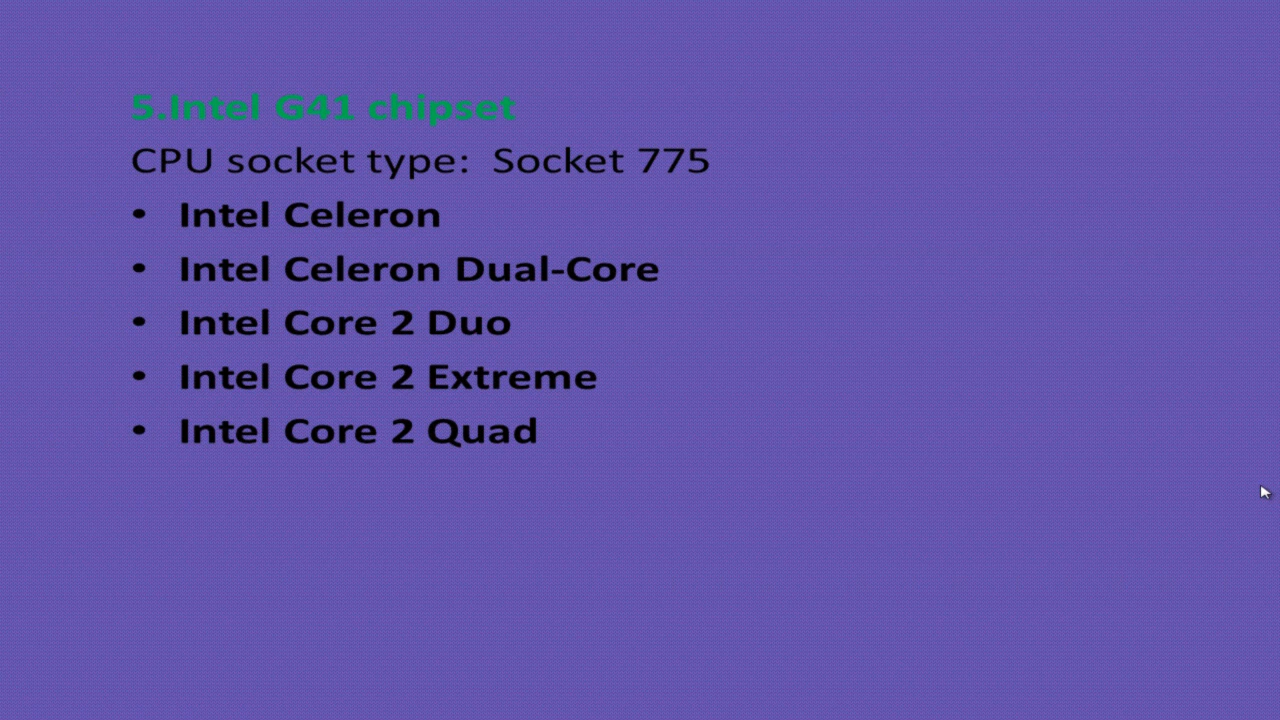 5.Intel G41 chipset
CPU socket type:  Socket 775
• Intel Celeron
• Intel Celeron Dual-Core
• Intel Core 2 Duo
• Intel Core 2 Extreme
• Intel Core 2 Quad